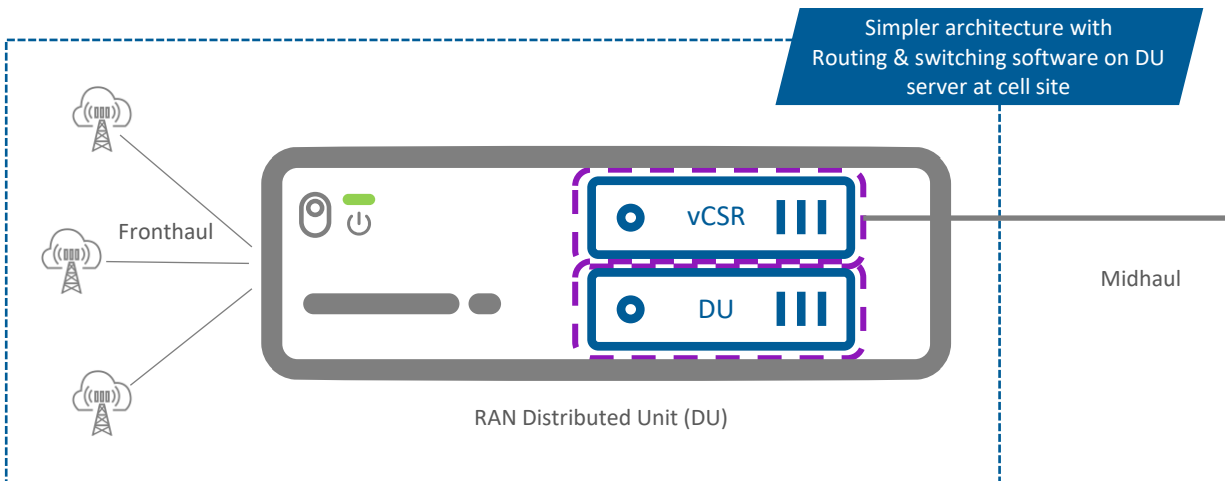 Simpler architecture with
Routing & switching software on DU
server at cell site
Fronthaul
vCSR
DU
Midhaul
RAN Distributed Unit (DU)